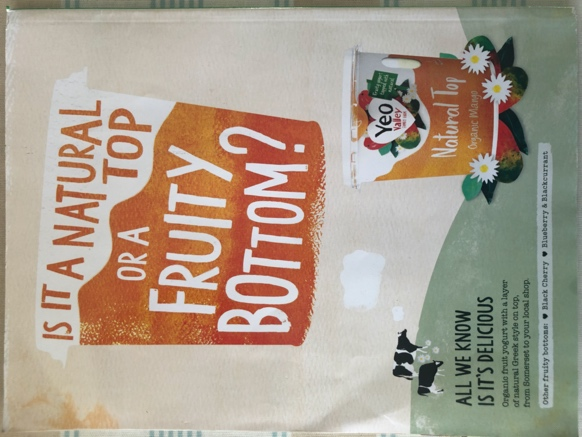 IS IT A NATURAL
TOP
OR A
FRUITY
BOTTOM?
Yeo
Valley
Natural Top
Organic Mango
ALL WE KNOW
IS IT'S DELICIOUS
Organic fruit yogurt with a layer
of natural Greek style on top,
from Somerset to your local shop.
Other fruity bottoms: ♥ Black Cherry ♥ Blueberry & Blackcurrant